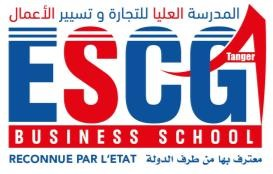 المدرسة العليا للتجارة و تسيير الأعمال
ESCG
Tanger
BUSINESS SCHOOL
RECONNUE PAR L'ETAT معترف بها من طرف الدولة